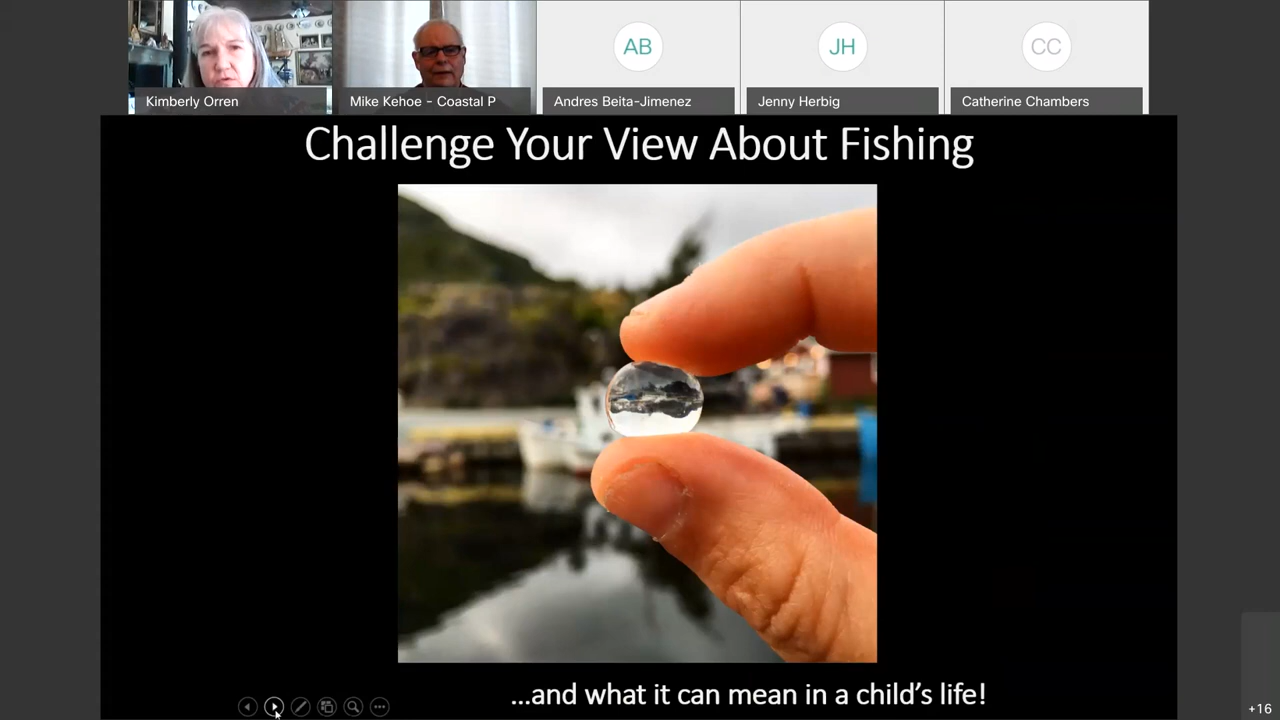 AB
JH
CC
Kimberly Orren
Mike Kehoe - Coastal P
Andres Beita-Jimenez
Jenny Herbig
Catherine Chambers
Challenge Your View About Fishing
...and what it can mean in a child's life!
+16